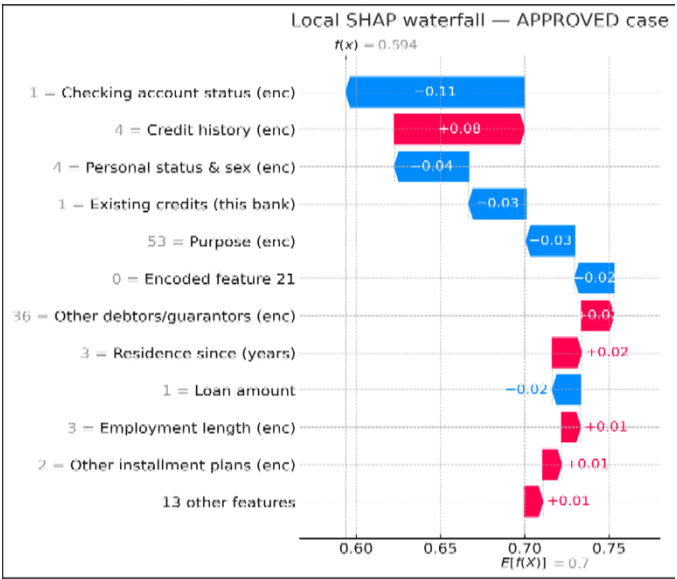 Local SHAP waterfall — APPROVED case
f(x) = 0.594
1 = Checking account status (enc) −0.11
4 = Credit history (enc) +0.08
4 = Personal status & sex (enc) −0.04
1 = Existing credits (this bank) −0.03
53 = Purpose (enc) −0.03
0 = Encoded feature 21 −0.02
36 = Other debtors/guarantors (enc) +0.02
3 = Residence since (years) +0.02
1 = Loan amount −0.02
3 = Employment length (enc) +0.01
2 = Other installment plans (enc) +0.01
13 other features +0.01
0.60 0.65 0.70 0.75
E[f(X)] = 0.7